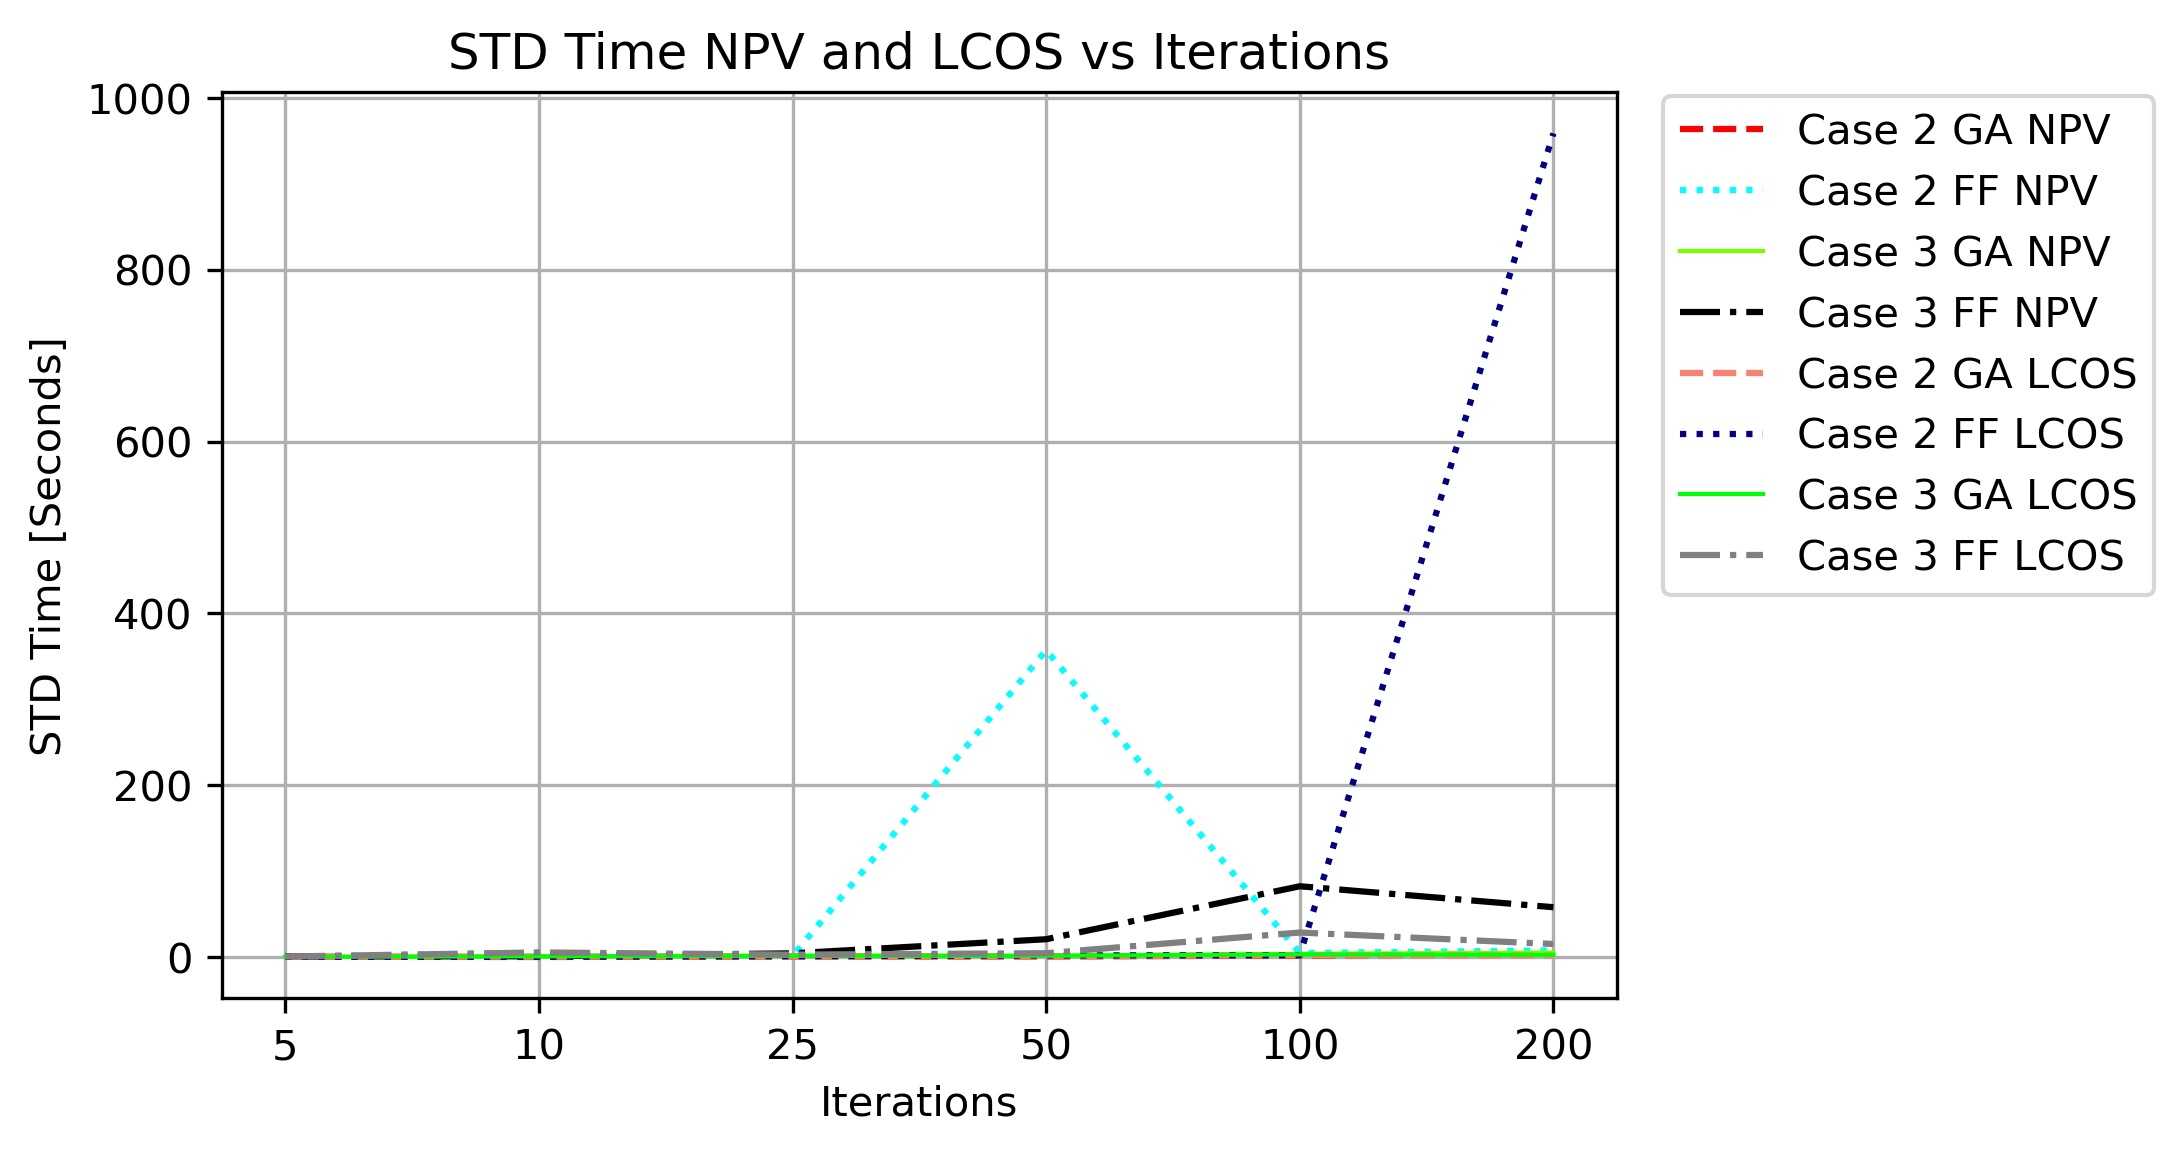 STD Time NPV and LCOS vs Iterations
STD Time [Seconds]
1000
800
600
400
200
0
5 10 25 50 100 200
Iterations
Case 2 GA NPV
Case 2 FF NPV
Case 3 GA NPV
Case 3 FF NPV
Case 2 GA LCOS
Case 2 FF LCOS
Case 3 GA LCOS
Case 3 FF LCOS